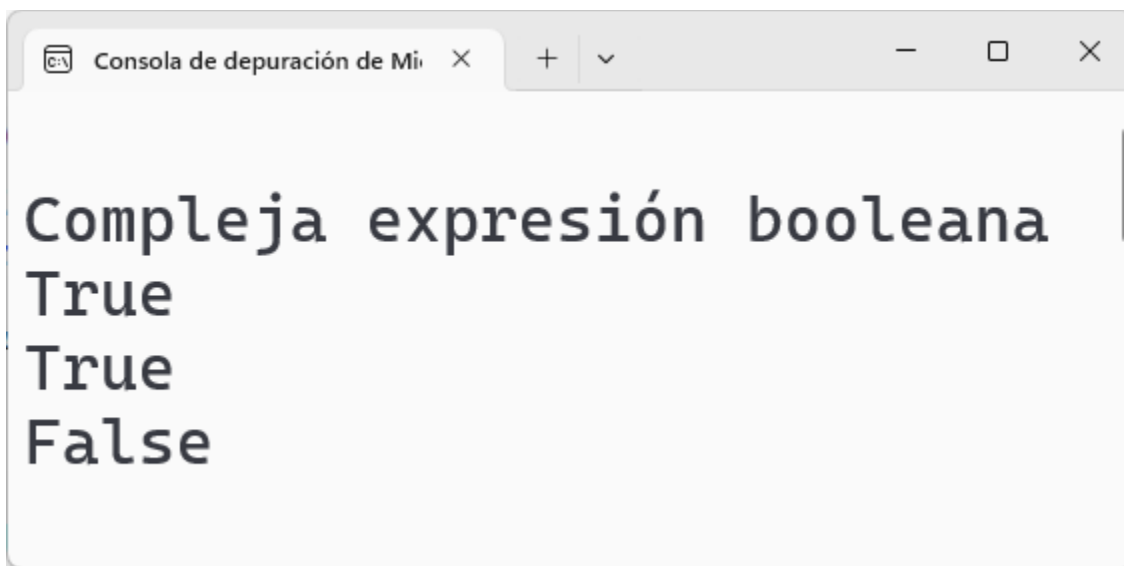 Consola de depuración de Mi
Compleja expresión booleana
True
True
False